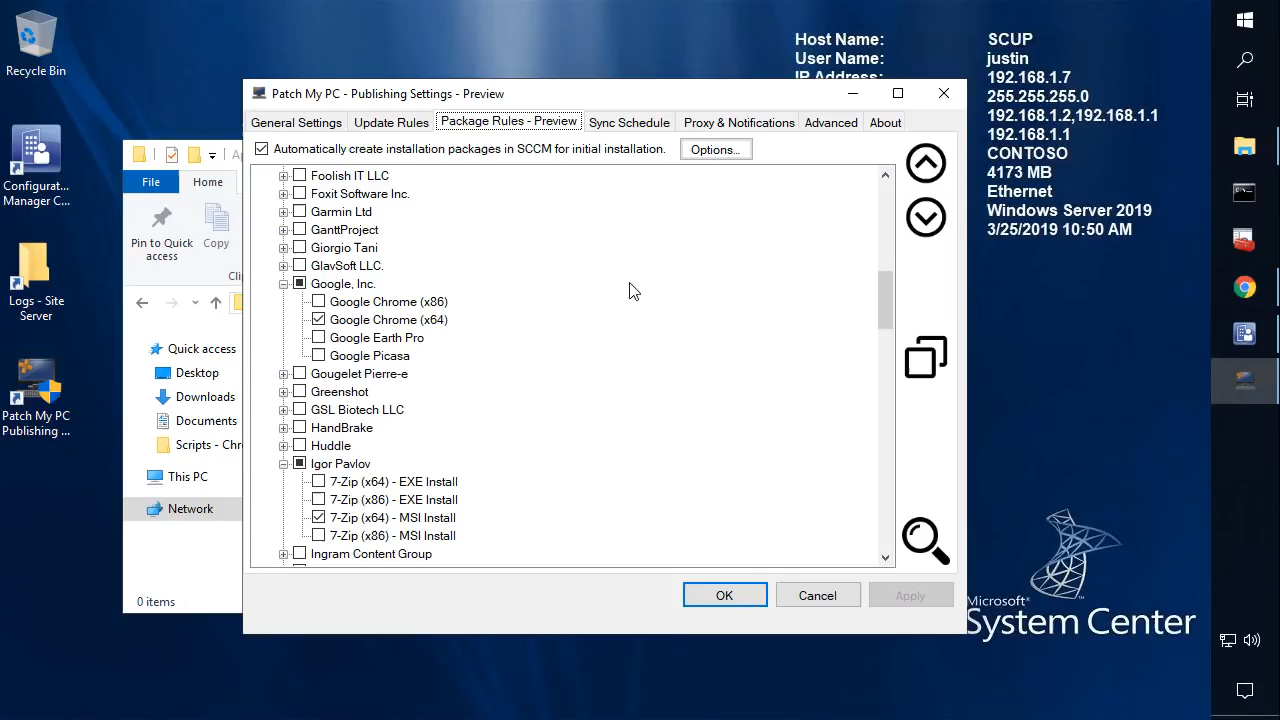 Recycle Bin
Configurat...
Manager C...
Logs - Site
Server
Patch My PC
Publishing ...
Host Name: SCUP
User Name: justin
IP Address: 192.168.1.7
255.255.255.0
192.168.1.2,192.168.1.1
192.168.1.1
CONTOSO
4173 MB
Ethernet
Windows Server 2019
3/25/2019 10:50 AM
File
Home
Pin to Quick
access
Copy
Quick access
Desktop
Downloads
Documents
Scripts - Chr
This PC
Network
0 items
Patch My PC - Publishing Settings - Preview
General Settings
Update Rules
Package Rules - Preview
Sync Schedule
Proxy & Notifications
Advanced
About
Automatically create installation packages in SCCM for initial installation.
Options...
Foolish IT LLC
Foxit Software Inc.
Garmin Ltd
GanttProject
Giorgio Tani
GlavSoft LLC.
Google, Inc.
Google Chrome (x86)
Google Chrome (x64)
Google Earth Pro
Google Picasa
Gougelet Pierre-e
Greenshot
GSL Biotech LLC
HandBrake
Huddle
Igor Pavlov
7-Zip (x64) - EXE Install
7-Zip (x86) - EXE Install
7-Zip (x64) - MSI Install
7-Zip (x86) - MSI Install
Ingram Content Group
OK
Cancel
Apply
Microsoft®
System Center